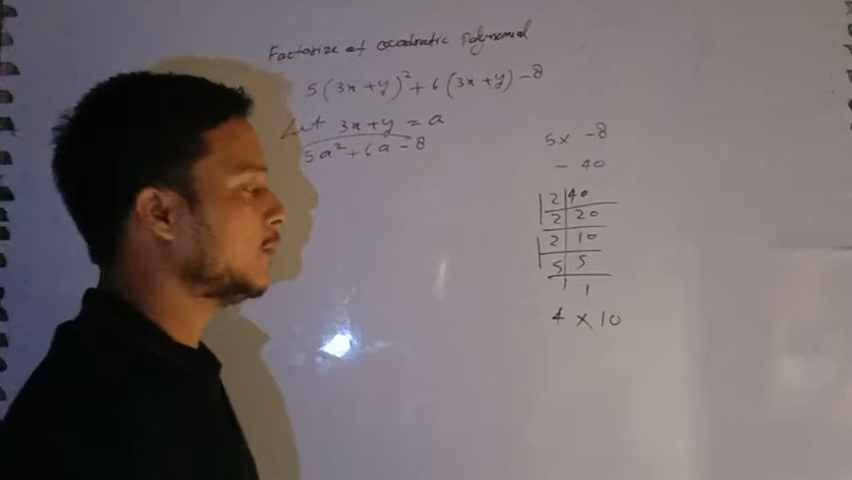 Factorize of Quadratic Polynomial
5(3x+y)²+6(3x+y)-8
Let 3x+y = a
5a²+6a-8
5x -8
- 40
2|40
2|20
2|10
5|5
1
4 × 10